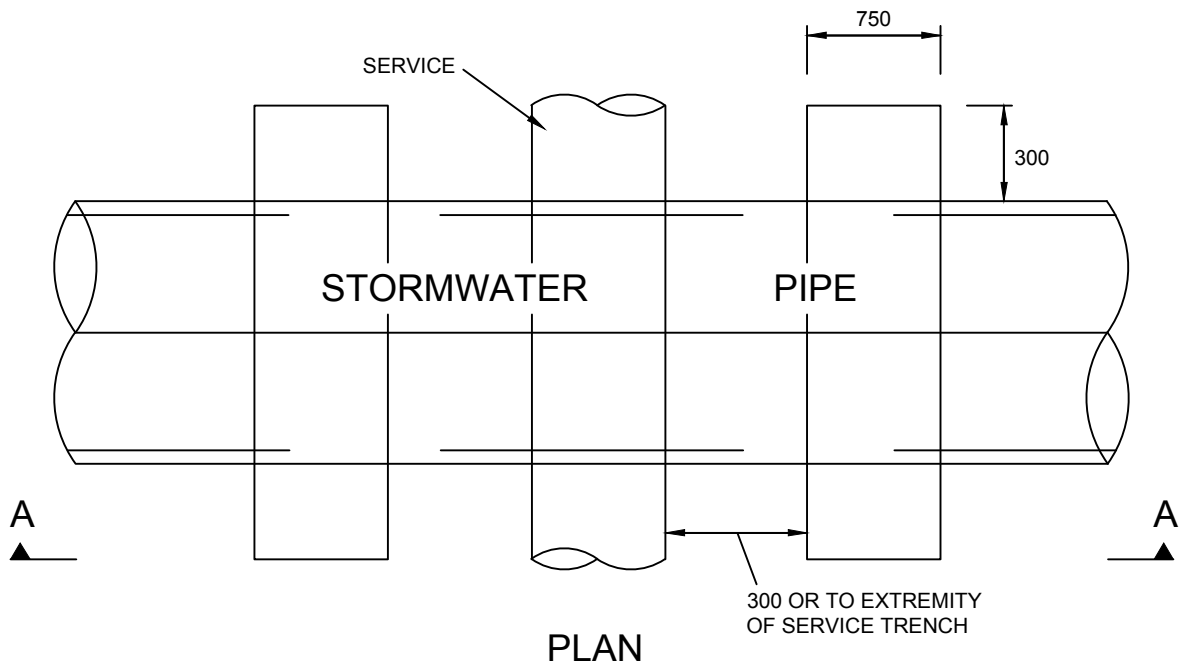 750
SERVICE
300
STORMWATER PIPE
A
A
300 OR TO EXTREMITY
OF SERVICE TRENCH
PLAN